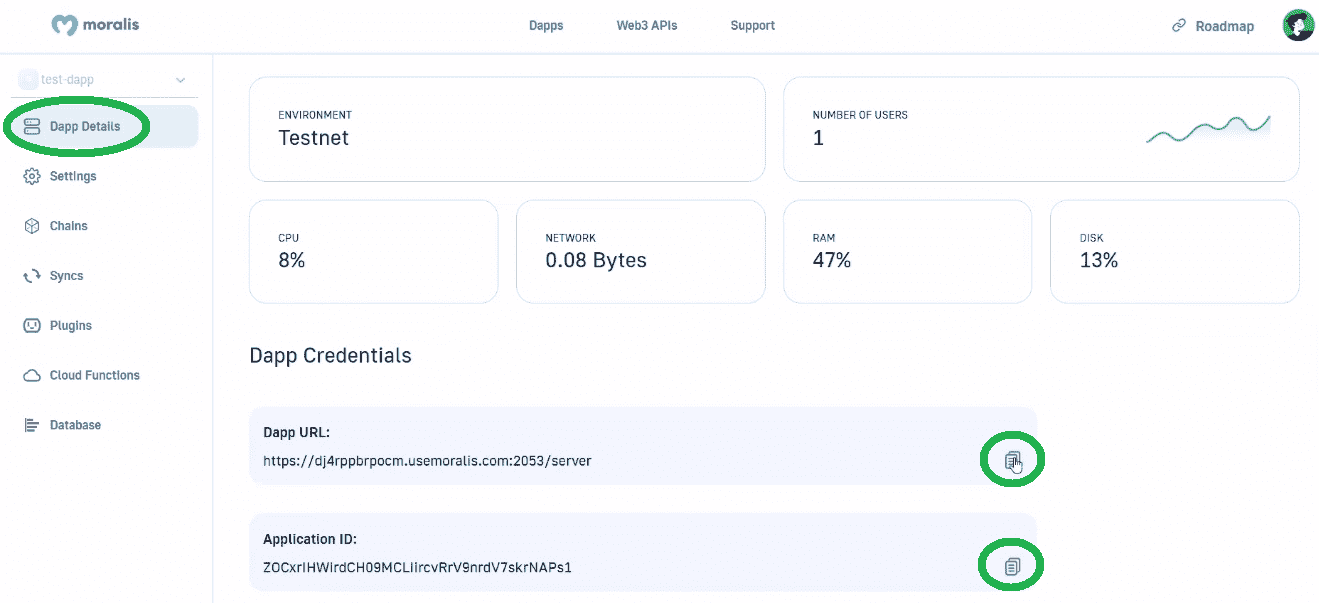 moralis
Dapps
Web3 APIs
Support
Roadmap
test-dapp
Dapp Details
Settings
Chains
Syncs
Plugins
Cloud Functions
Database
ENVIRONMENT
Testnet
NUMBER OF USERS
1
CPU
8%
NETWORK
0.08 Bytes
RAM
47%
DISK
13%
Dapp Credentials
Dapp URL:
https://dj4rppbrpocm.usemoralis.com:2053/server
Application ID:
ZOCxrIHWirdCH09MCLiircvRrV9nrdV7skrNAPs1